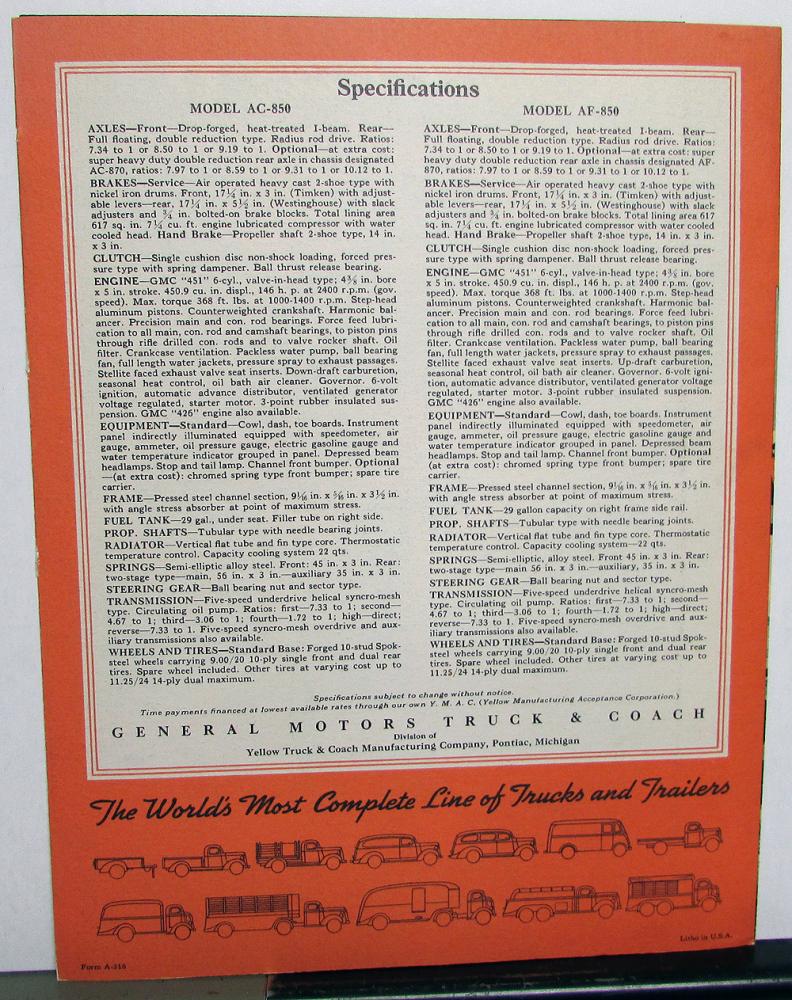 Specifications
MODEL AC-850
AXLES—Front—Drop-forged, heat-treated I-beam. Rear—
Full floating, double reduction type. Radius rod drive. Ratios:
7.34 to 1 or 8.50 to 1 or 9.19 to 1. Optional—at extra cost:
super heavy duty double reduction rear axle in chassis designated
AC-870, ratios: 7.97 to 1 or 8.59 to 1 or 9.31 to 1 or 10.12 to 1.
BRAKES—Service—Air operated heavy cast 2-shoe type with
nickel iron drums. Front, 17¼ in. x 3 in. (Timken) with adjust-
able levers—rear, 17¼ in. x 5½ in. (Westinghouse) with slack
adjusters and ¾ in. bolted-on brake blocks. Total lining area
617 sq. in. 7¼ cu. ft. engine lubricated compressor with water
cooled head. Hand Brake—Propeller shaft 2-shoe type, 14 in.
x 3 in.
CLUTCH—Single cushion disc non-shock loading, forced pres-
sure type with spring dampener. Ball thrust release bearing.
ENGINE—GMC "451" 6-cyl., valve-in-head type; 4⅜ in. bore
x 5 in. stroke. 450.9 cu. in. displ., 146 h. p. at 2400 r.p.m. (gov.
speed). Max. torque 368 ft. lbs. at 1000-1400 r.p.m. Step-head
aluminum pistons. Counterweighted crankshaft. Harmonic bal-
ancer. Precision main and con. rod bearings. Force feed lubri-
cation to all main, con. rod and camshaft bearings, to piston pins
through rifle drilled con. rods and to valve rocker shaft. Oil
filter. Crankcase ventilation. Packless water pump, ball bearing
fan, full length water jackets, pressure spray to exhaust passages.
Stellite faced exhaust valve seat inserts. Down-draft carburetion,
seasonal heat control, oil bath air cleaner. Governor. 6-volt
ignition, automatic advance distributor, ventilated generator
voltage regulated, starter motor. 3-point rubber insulated sus-
pension. GMC "426" engine also available.
EQUIPMENT—Standard—Cowl, dash, toe boards. Instrument
panel indirectly illuminated equipped with speedometer, air
gauge, ammeter, oil pressure gauge, electric gasoline gauge and
water temperature indicator grouped in panel. Depressed beam
headlamps. Stop and tail lamp. Channel front bumper. Optional
—(at extra cost): chromed spring type front bumper; spare tire
carrier.
FRAME—Pressed steel channel section, 9 1/16 in. x 5/16 in. x 3½ in.
with angle stress absorber at point of maximum stress.
FUEL TANK—29 gal., under seat. Filler tube on right side.
PROP. SHAFTS—Tubular type with needle bearing joints.
RADIATOR—Vertical flat tube and fin type core. Thermostatic
temperature control. Capacity cooling system 22 qts.
SPRINGS—Semi-elliptic, alloy steel. Front: 45 in. x 3 in. Rear:
two-stage type—main, 56 in. x 3 in.—auxiliary 35 in. x 3 in.
STEERING GEAR—Ball bearing nut and sector type.
TRANSMISSION—Five-speed underdrive helical syncro-mesh
type. Circulating oil pump. Ratios: first—7.33 to 1; second—
4.67 to 1; third—3.06 to 1; fourth—1.72 to 1; high—direct;
reverse—7.33 to 1. Five-speed syncro-mesh overdrive and aux-
iliary transmissions also available.
WHEELS AND TIRES—Standard Base: Forged 10-stud Spok-
steel wheels carrying 9.00/20 10-ply single front and dual rear
tires. Spare wheel included. Other tires at varying cost up to
11.25/24 14-ply dual maximum.
MODEL AF-850
AXLES—Front—Drop-forged, heat-treated I-beam. Rear—
Full floating, double reduction type. Radius rod drive. Ratios:
7.34 to 1 or 8.50 to 1 or 9.19 to 1. Optional—at extra cost: super
heavy duty double reduction rear axle in chassis designated AF-
870, ratios: 7.97 to 1 or 8.59 to 1 or 9.31 to 1 or 10.12 to 1.
BRAKES—Service—Air operated heavy cast 2-shoe type with
nickel iron drums. Front, 17¼ in. x 3 in. (Timken) with adjust-
able levers—rear, 17¼ in. x 5½ in. (Westinghouse) with slack
adjusters and ¾ in. bolted-on brake blocks. Total lining area 617
sq. in. 7¼ cu. ft. engine lubricated compressor with water
cooled head. Hand Brake—Propeller shaft 2-shoe type, 14 in. x 3 in.
CLUTCH—Single cushion disc non-shock loading, forced pres-
sure type with spring dampener. Ball thrust release bearing.
ENGINE—GMC "451" 6-cyl., valve-in-head type; 4⅜ in. bore
x 5 in. stroke. 450.9 cu. in. displ., 146 h. p. at 2400 r.p.m. (gov.
speed). Max. torque 368 ft. lbs. at 1000-1400 r.p.m. Step-head
aluminum pistons. Counterweighted crankshaft. Harmonic bal-
ancer. Precision main and con. rod bearings. Force feed lubri-
cation to all main, con. rod and camshaft bearings, to piston pins
through rifle drilled con. rods and to valve rocker shaft. Oil
filter. Crankcase ventilation. Packless water pump, ball bearing
fan, full length water jackets, pressure spray to exhaust passages.
Stellite faced exhaust valve seat inserts. Up-draft carburetion,
seasonal heat control, oil bath air cleaner. Governor. 6-volt igni-
tion, automatic advance distributor, ventilated generator voltage
regulated, starter motor. 3-point rubber insulated suspension.
GMC "426" engine also available.
EQUIPMENT—Standard—Cowl, dash, toe boards. Instrument
panel indirectly illuminated equipped with speedometer, air
gauge, ammeter, oil pressure gauge, electric gasoline gauge and
water temperature indicator grouped in panel. Depressed beam
headlamps. Stop and tail lamp. Channel front bumper. Optional
(at extra cost): chromed spring type front bumper; spare tire
carrier.
FRAME—Pressed steel channel section, 9 1/16 in. x 5/16 in. x 3½ in.
with angle stress absorber at point of maximum stress.
FUEL TANK—29 gallon capacity on right frame side rail.
PROP. SHAFTS—Tubular type with needle bearing joints.
RADIATOR—Vertical flat tube and fin type core. Thermostatic
temperature control. Capacity cooling system—22 qts.
SPRINGS—Semi-elliptic, alloy steel. Front 45 in. x 3 in. Rear:
two-stage type—main 56 in. x 3 in.—auxiliary, 35 in. x 3 in.
STEERING GEAR—Ball bearing nut and sector type.
TRANSMISSION—Five-speed underdrive helical syncro-mesh
type. Circulating oil pump. Ratios: first—7.33 to 1; second—
4.67 to 1; third—3.06 to 1; fourth—1.72 to 1; high—direct;
reverse—7.33 to 1. Five-speed syncro-mesh overdrive and aux-
iliary transmissions also available.
WHEELS AND TIRES—Standard Base: Forged 10-stud Spok-
steel wheels carrying 9.00/20 10-ply single front and dual rear
tires. Spare wheel included. Other tires at varying cost up to
11.25/24 14-ply dual maximum.
Specifications subject to change without notice.
Time payments financed at lowest available rates through our own Y. M. A. C. (Yellow Manufacturing Acceptance Corporation.)
GENERAL MOTORS TRUCK & COACH
Division of
Yellow Truck & Coach Manufacturing Company, Pontiac, Michigan
The World's Most Complete Line of Trucks and Trailers
Form A-316
Litho in U.S.A.